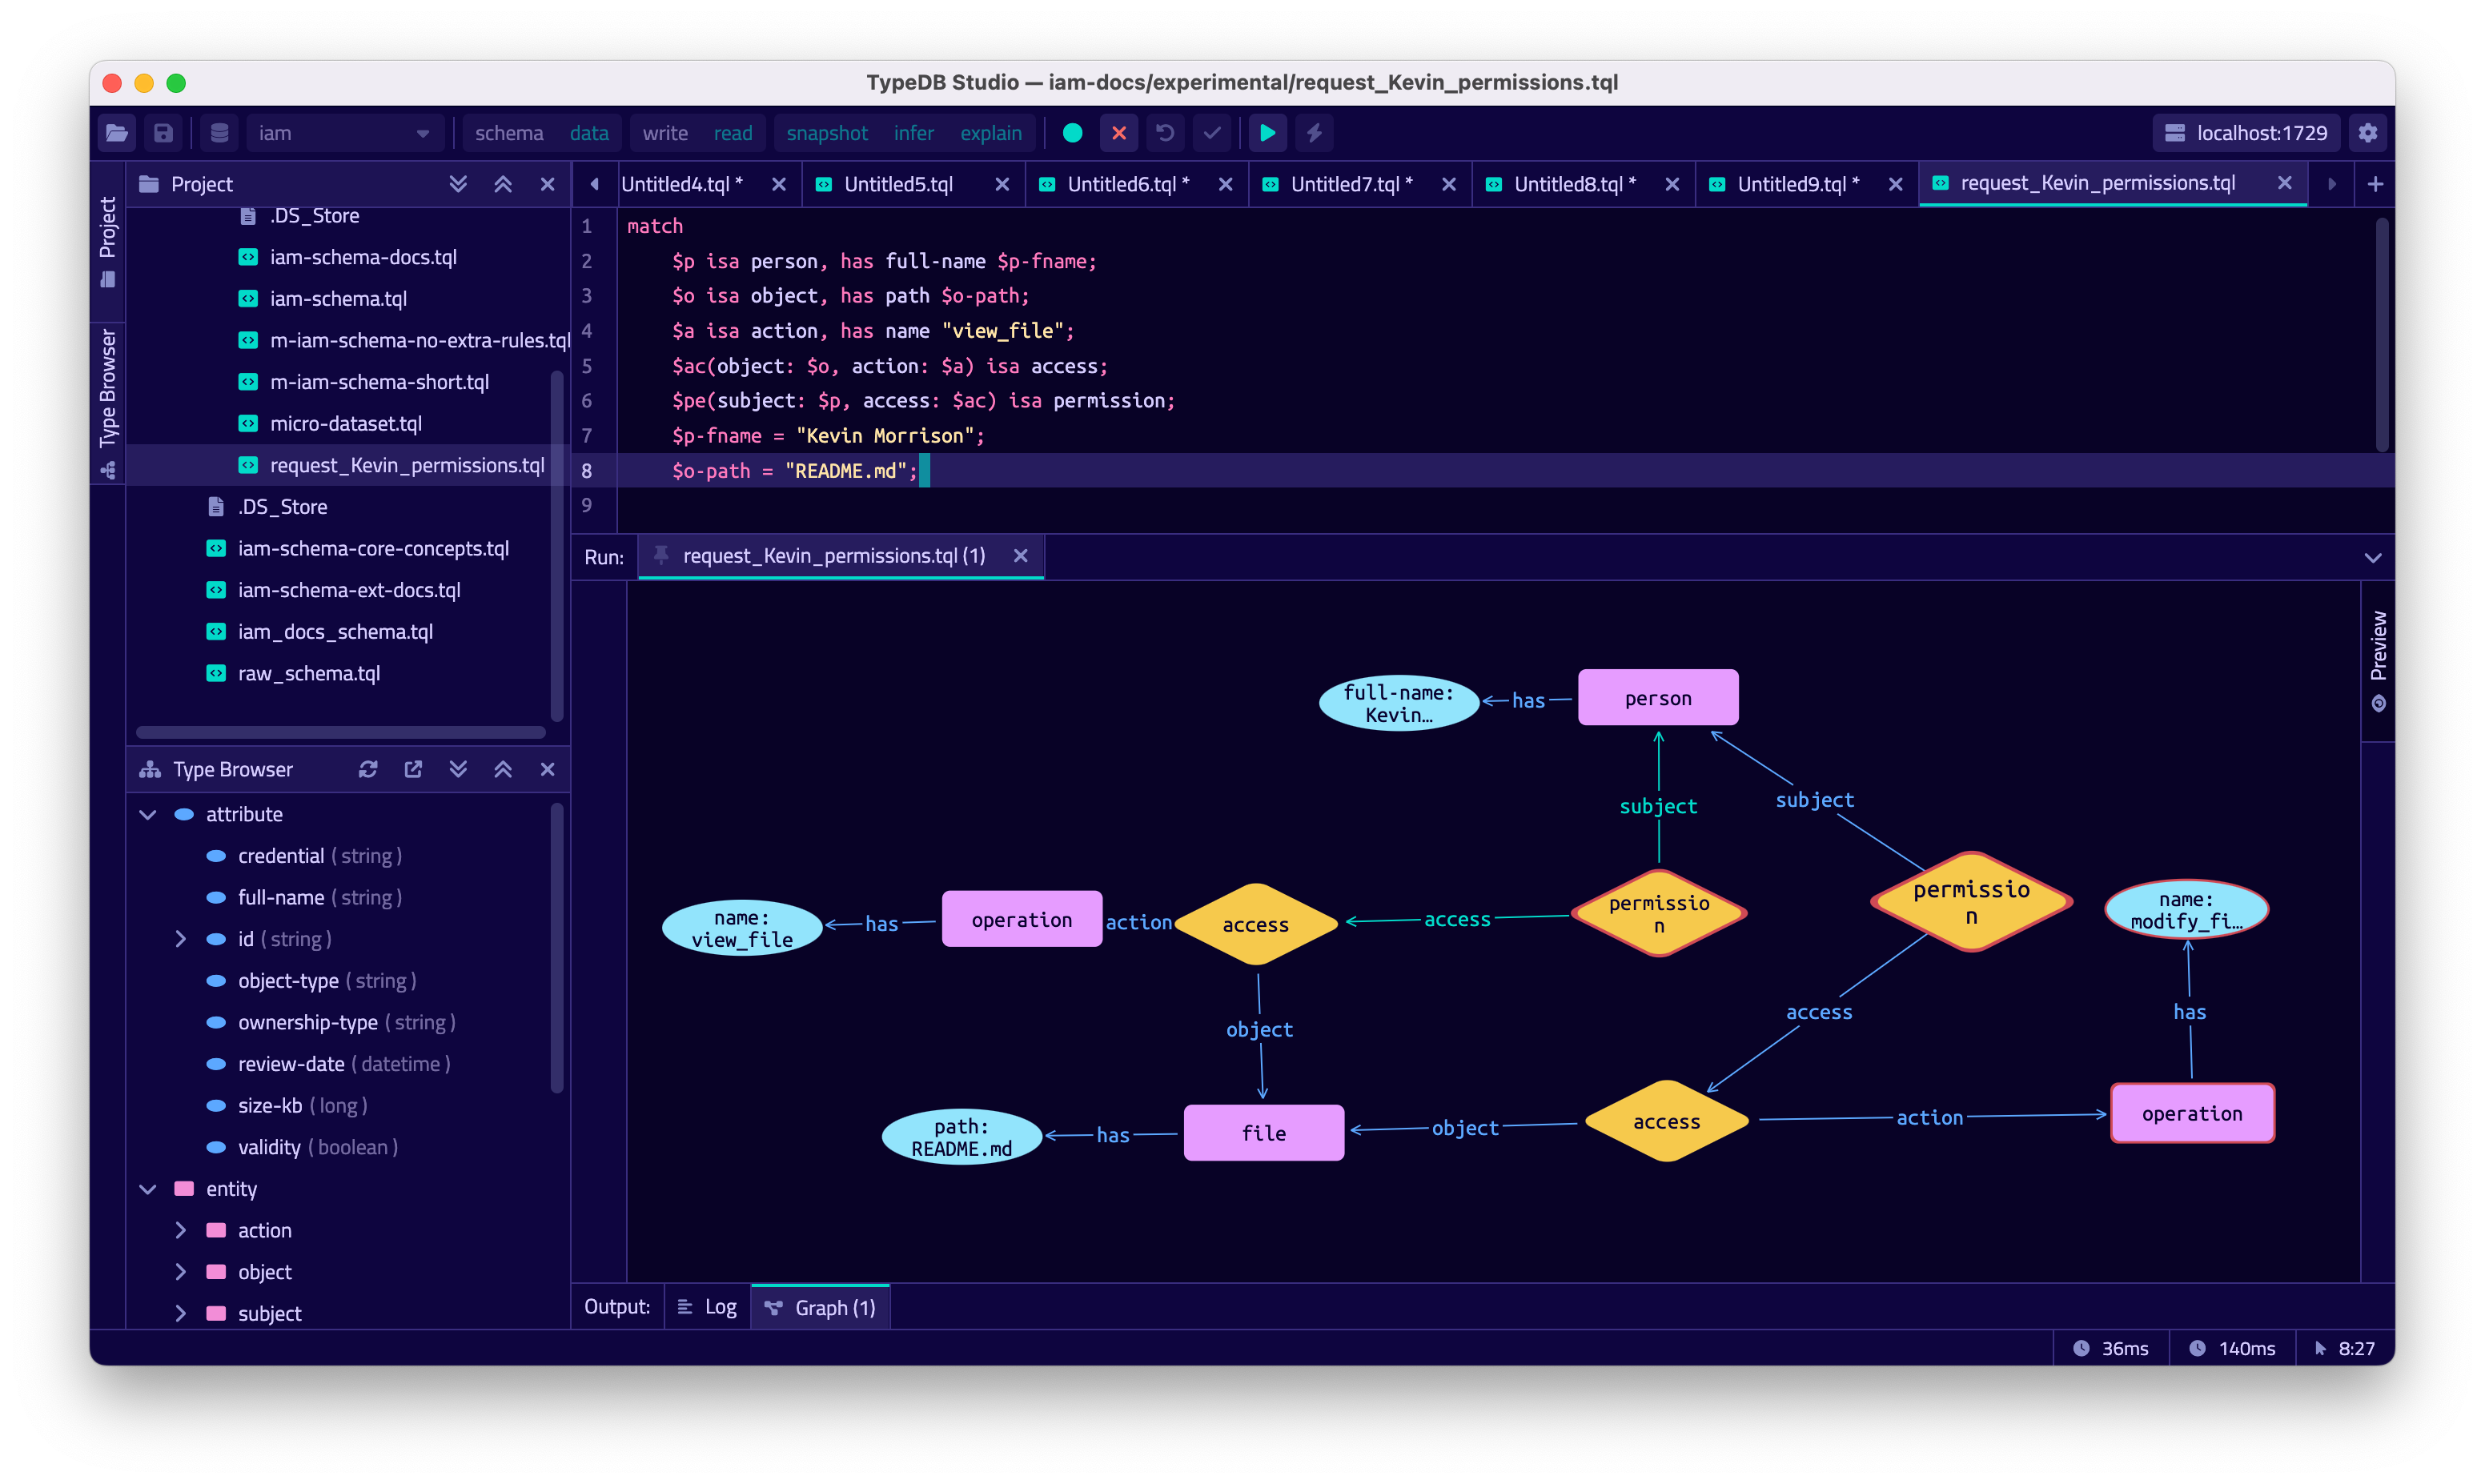 TypeDB Studio — iam-docs/experimental/request_Kevin_permissions.tql
iam
schema data
write read
snapshot infer explain
localhost:1729
Project
Type Browser
Project
.DS_Store
iam-schema-docs.tql
iam-schema.tql
m-iam-schema-no-extra-rules.tql
m-iam-schema-short.tql
micro-dataset.tql
request_Kevin_permissions.tql
.DS_Store
iam-schema-core-concepts.tql
iam-schema-ext-docs.tql
iam_docs_schema.tql
raw_schema.tql
Type Browser
attribute
credential (string)
full-name (string)
id (string)
object-type (string)
ownership-type (string)
review-date (datetime)
size-kb (long)
validity (boolean)
entity
action
object
subject
Untitled4.tql * Untitled5.tql Untitled6.tql * Untitled7.tql * Untitled8.tql * Untitled9.tql * request_Kevin_permissions.tql
1 match
2 $p isa person, has full-name $p-fname;
3 $o isa object, has path $o-path;
4 $a isa action, has name "view_file";
5 $ac(object: $o, action: $a) isa access;
6 $pe(subject: $p, access: $ac) isa permission;
7 $p-fname = "Kevin Morrison";
8 $o-path = "README.md";
9
Run: request_Kevin_permissions.tql (1)
Preview
full-name:
Kevin…
has
person
subject
subject
name:
view_file
has
operation
action
access
access
permissio
n
permissio
n
name:
modify_fi…
object
access
has
path:
README.md
has
file
object
access
action
operation
Output: Log Graph (1)
36ms 140ms 8:27